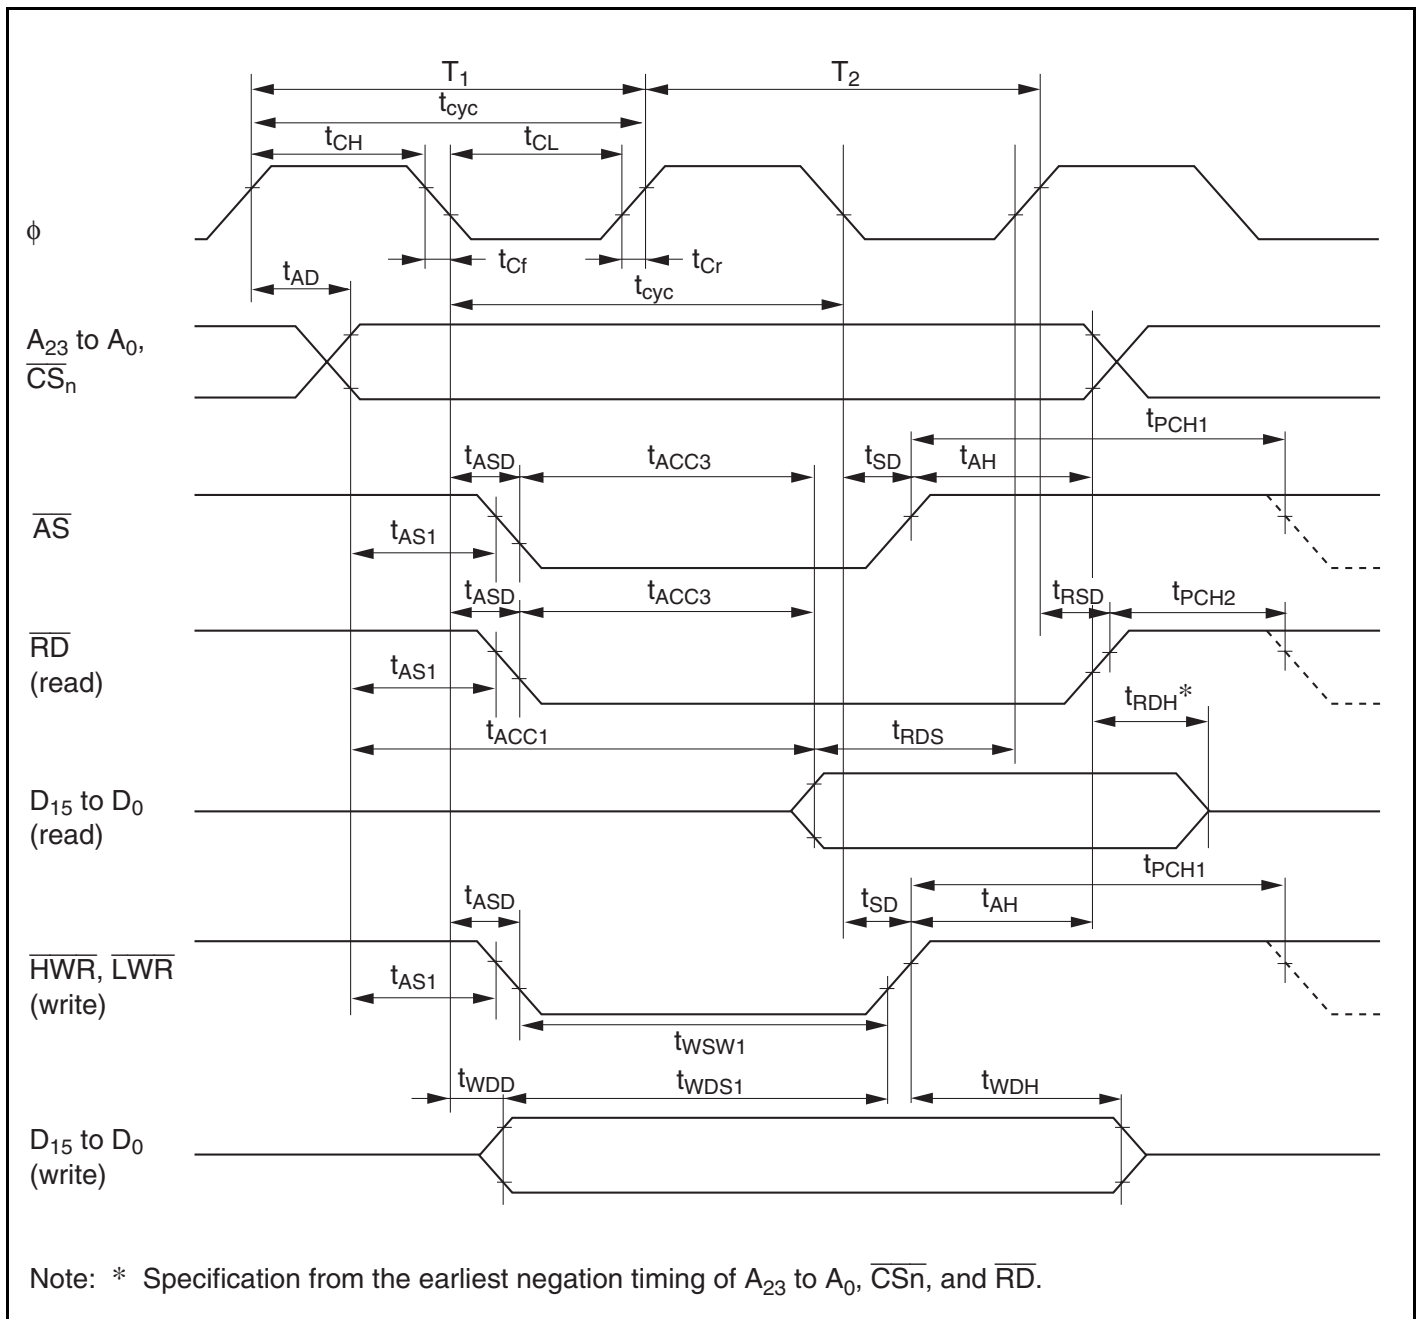 T1 T2
tcyc
tCH tCL
φ
tCf tCr
tAD
tcyc
A23 to A0,
CSn
tPCH1
tASD tACC3 tSD tAH
AS
tAS1
tASD tACC3 tRSD tPCH2
RD
(read)
tAS1
tRDH*
tACC1 tRDS
D15 to D0
(read)
tPCH1
tASD tSD tAH
HWR, LWR
(write)
tAS1
tWSW1
tWDD tWDS1 tWDH
D15 to D0
(write)
Note: * Specification from the earliest negation timing of A23 to A0, CSn, and RD.